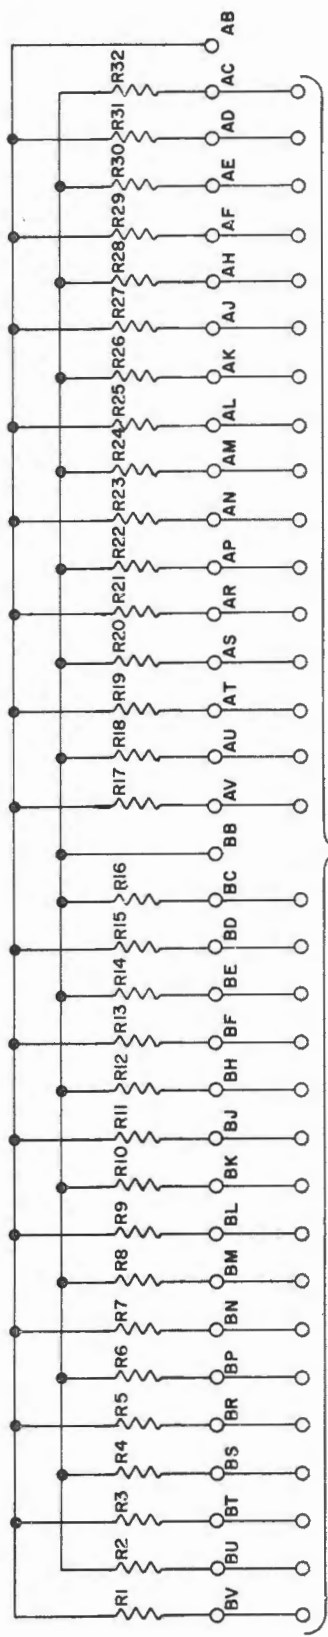 R1 R2 R3 R4 R5 R6 R7 R8 R9 R10 R11 R12 R13 R14 R15 R16 R17 R18 R19 R20 R21 R22 R23 R24 R25 R26 R27 R28 R29 R30 R31 R32
BV BU BT BS BR BP BN BM BL BK BJ BH BF BE BD BC BB AV AU AT AS AR AP AN AM AL AK AJ AH AF AE AD AC AB